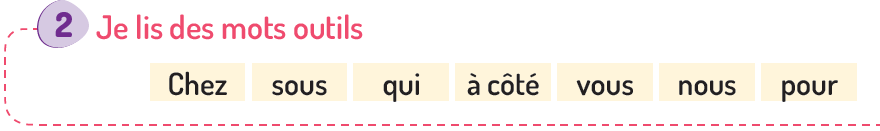 2 Je lis des mots outils
Chez sous qui à côté vous nous pour